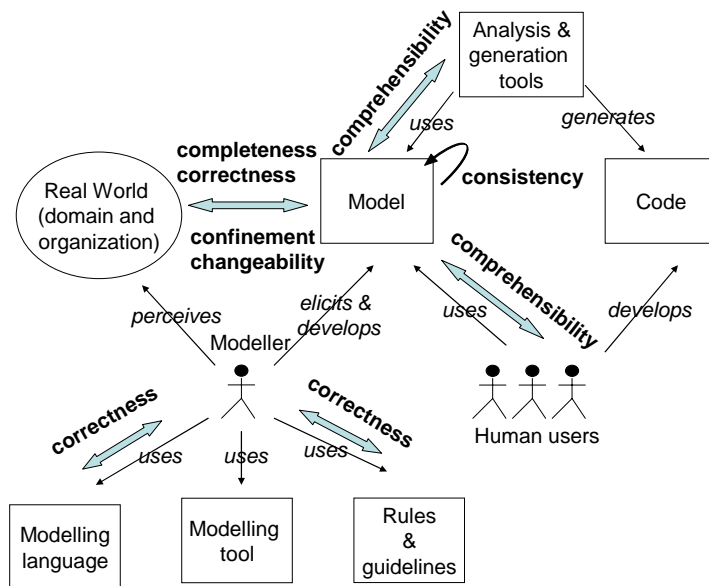 Analysis &
generation
tools
comprehensibility
uses
generates
completeness
correctness
Real World
(domain and
organization)
Model
consistency
Code
confinement
changeability
comprehensibility
perceives
elicits &
develops
uses
develops
Modeller
correctness
correctness
Human users
uses
uses
uses
Modelling
language
Modelling
tool
Rules
&
guidelines